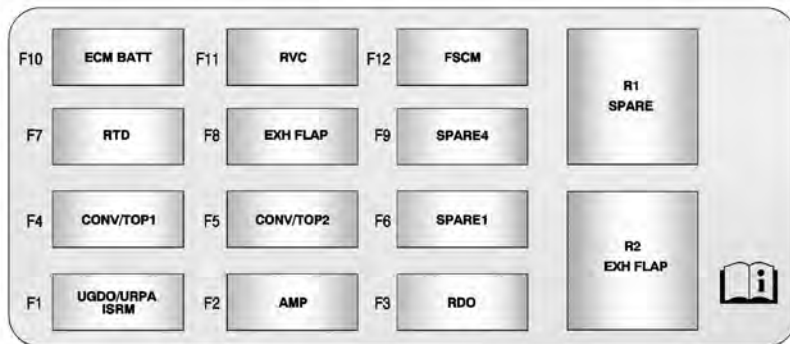 F10 ECM BATT F11 RVC F12 FSCM
R1
SPARE
F7 RTD F8 EXH FLAP F9 SPARE4
F4 CONV/TOP1 F5 CONV/TOP2 F6 SPARE1
R2
EXH FLAP
F1 UGDO/URPA
ISRM
F2 AMP F3 RDO
i